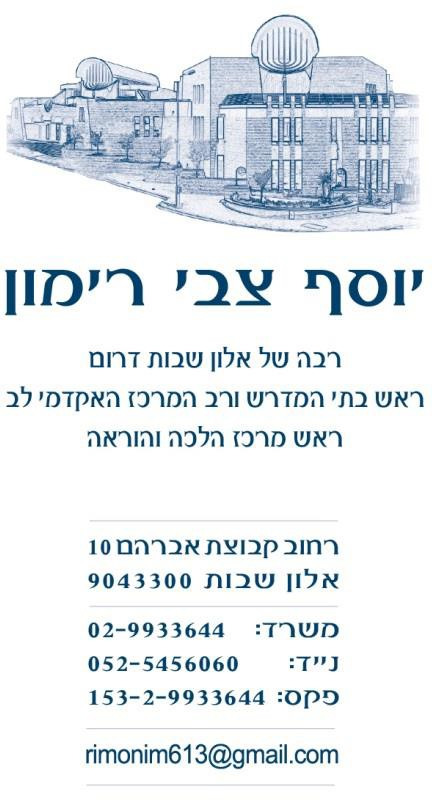 יוסף צבי רימון
רבה של אלון שבות דרום
ראש בתי המדרש ורב המרכז האקדמי לב
ראש מרכז הלכה והוראה
רחוב קבוצת אברהם 10
אלון שבות 9043300
משרד: 02-9933644
נייד: 052-5456060
פקס: 153-2-9933644
rimonim613@gmail.com